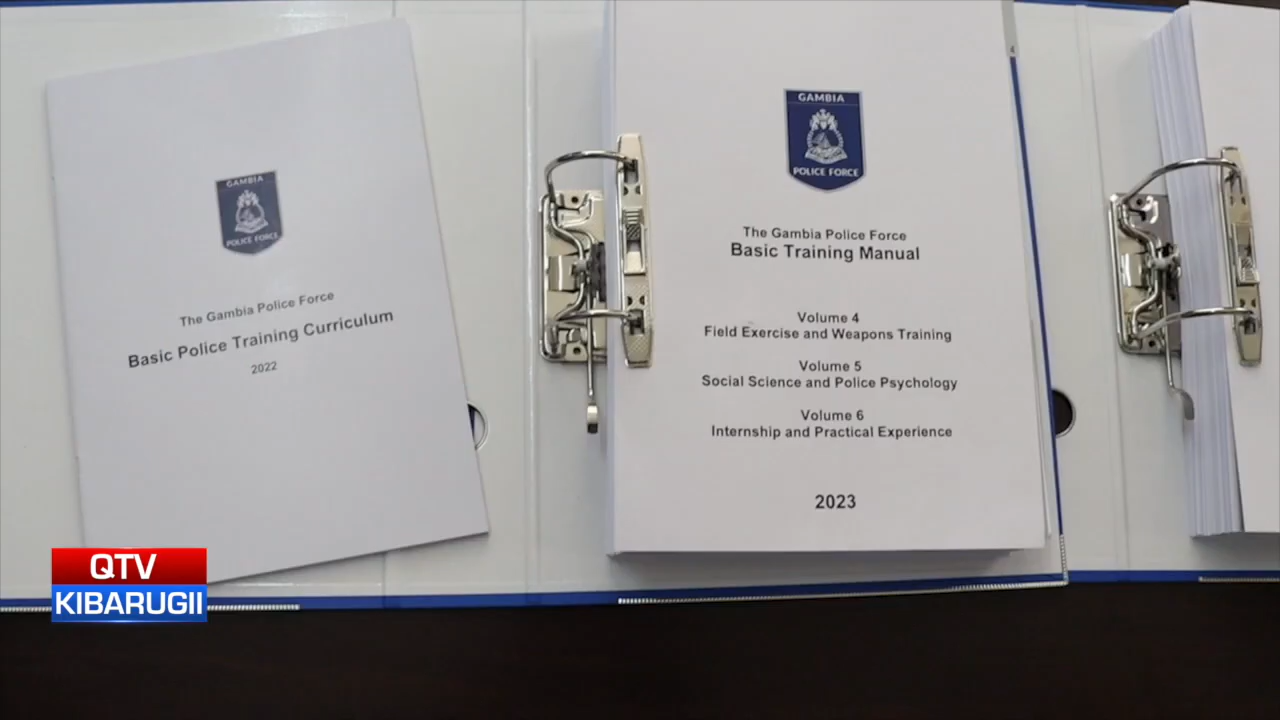 GAMBIA
POLICE FORCE
The Gambia Police Force
Basic Police Training Curriculum
2022
GAMBIA
POLICE FORCE
The Gambia Police Force
Basic Training Manual
Volume 4
Field Exercise and Weapons Training
Volume 5
Social Science and Police Psychology
Volume 6
Internship and Practical Experience
2023
QTV
KIBARUGII